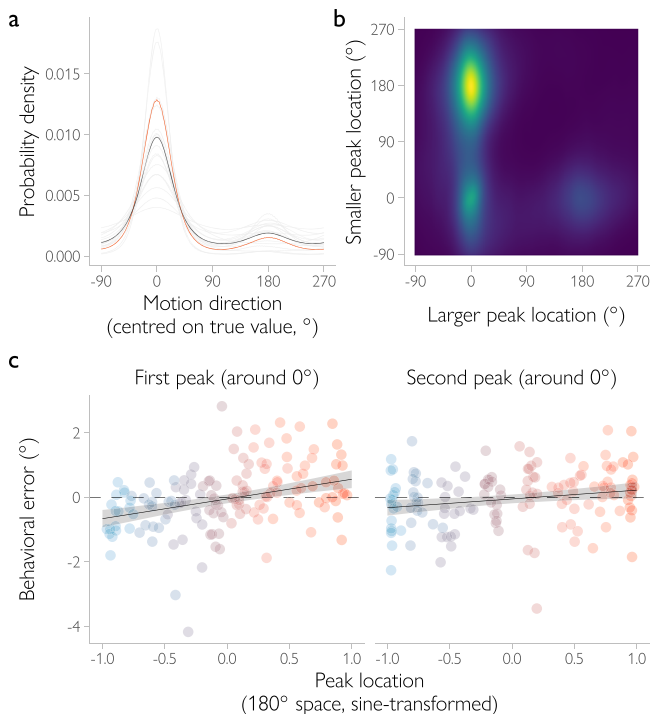 a
Probability density
0.015
0.010
0.005
0.000
-90 0 90 180 270
Motion direction
(centred on true value, °)
b
Smaller peak location (°)
270
180
90
0
-90
-90 0 90 180 270
Larger peak location (°)
c
First peak (around 0°)
Second peak (around 0°)
Behavioral error (°)
2
0
-2
-4
-1.0 -0.5 0.0 0.5 1.0
-1.0 -0.5 0.0 0.5 1.0
Peak location
(180° space, sine-transformed)